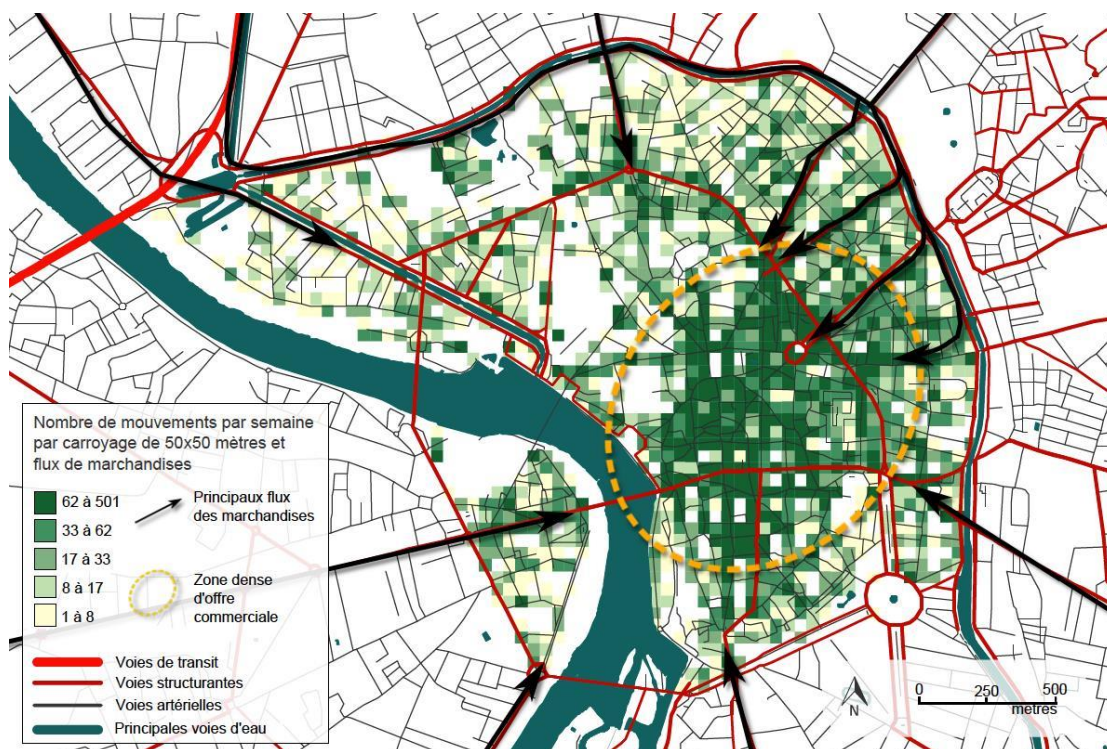 Nombre de mouvements par semaine
par carroyage de 50x50 mètres et
flux de marchandises
62 à 501
33 à 62
17 à 33
8 à 17
1 à 8
Principaux flux
des marchandises
Zone dense
d'offre
commerciale
Voies de transit
Voies structurantes
Voies artérielles
Principales voies d'eau
N
0 250 500
metres